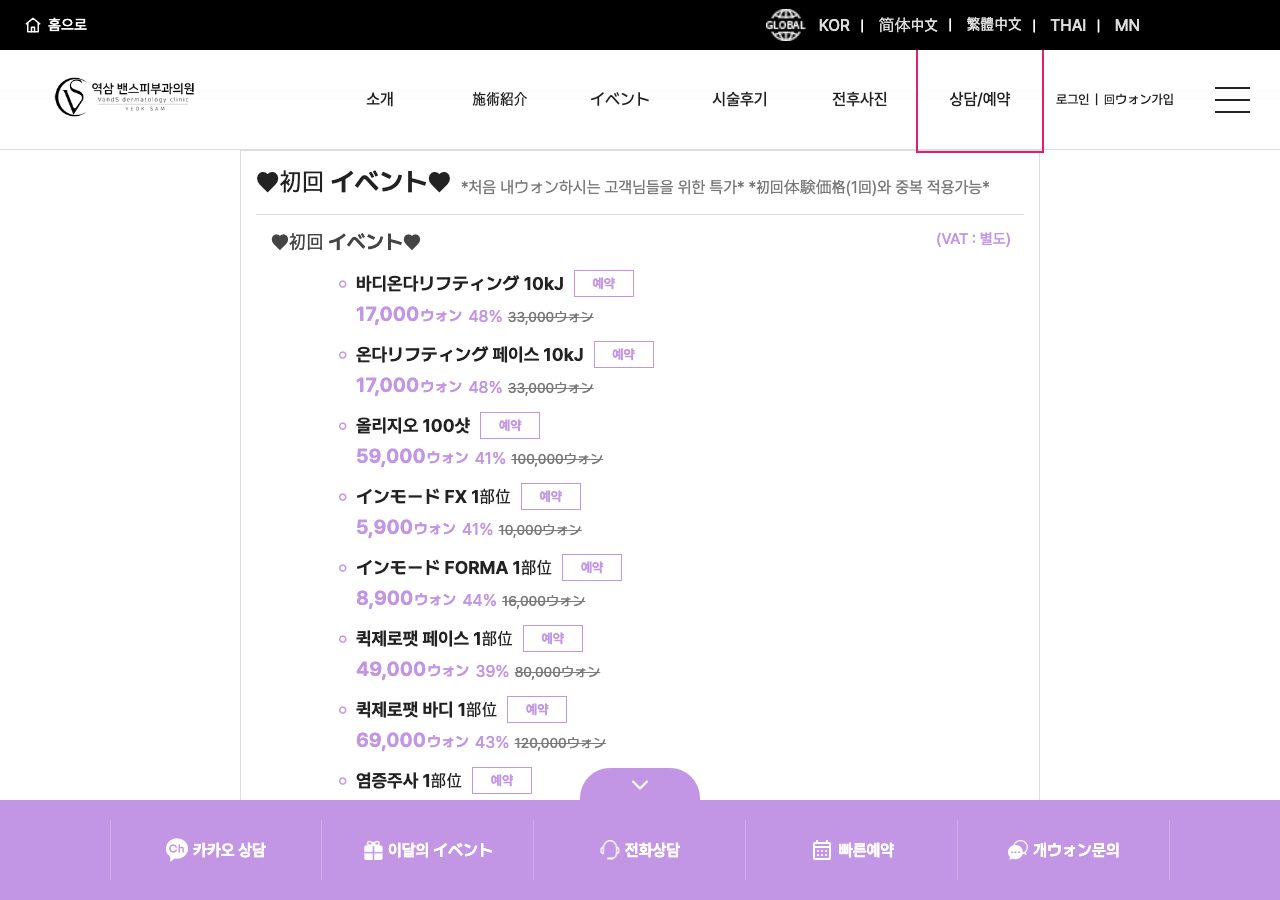 홈으로
GLOBAL KOR | 简体中文 | 繁體中文 | THAI | MN
역삼 밴스피부과의원
VandS dermatology clinic
YEOK SAM
소개 施術紹介 イベント 시술후기 전후사진 상담/예약 로그인 | 回ウォン가입
♥初回 イベント♥ *처음 내ウォン하시는 고객님들을 위한 특가* *初回体験価格(1回)와 중복 적용가능*
♥初回 イベント♥ (VAT : 별도)
바디온다リフティング 10kJ 예약
17,000ウォン 48% 33,000ウォン
온다リフティング 페이스 10kJ 예약
17,000ウォン 48% 33,000ウォン
올리지오 100샷 예약
59,000ウォン 41% 100,000ウォン
インモード FX 1部位 예약
5,900ウォン 41% 10,000ウォン
インモード FORMA 1部位 예약
8,900ウォン 44% 16,000ウォン
퀵제로팻 페이스 1部位 예약
49,000ウォン 39% 80,000ウォン
퀵제로팻 바디 1部位 예약
69,000ウォン 43% 120,000ウォン
염증주사 1部位 예약
Ch 카카오 상담 이달의 イベント 전화상담 빠른예약 개ウォン문의